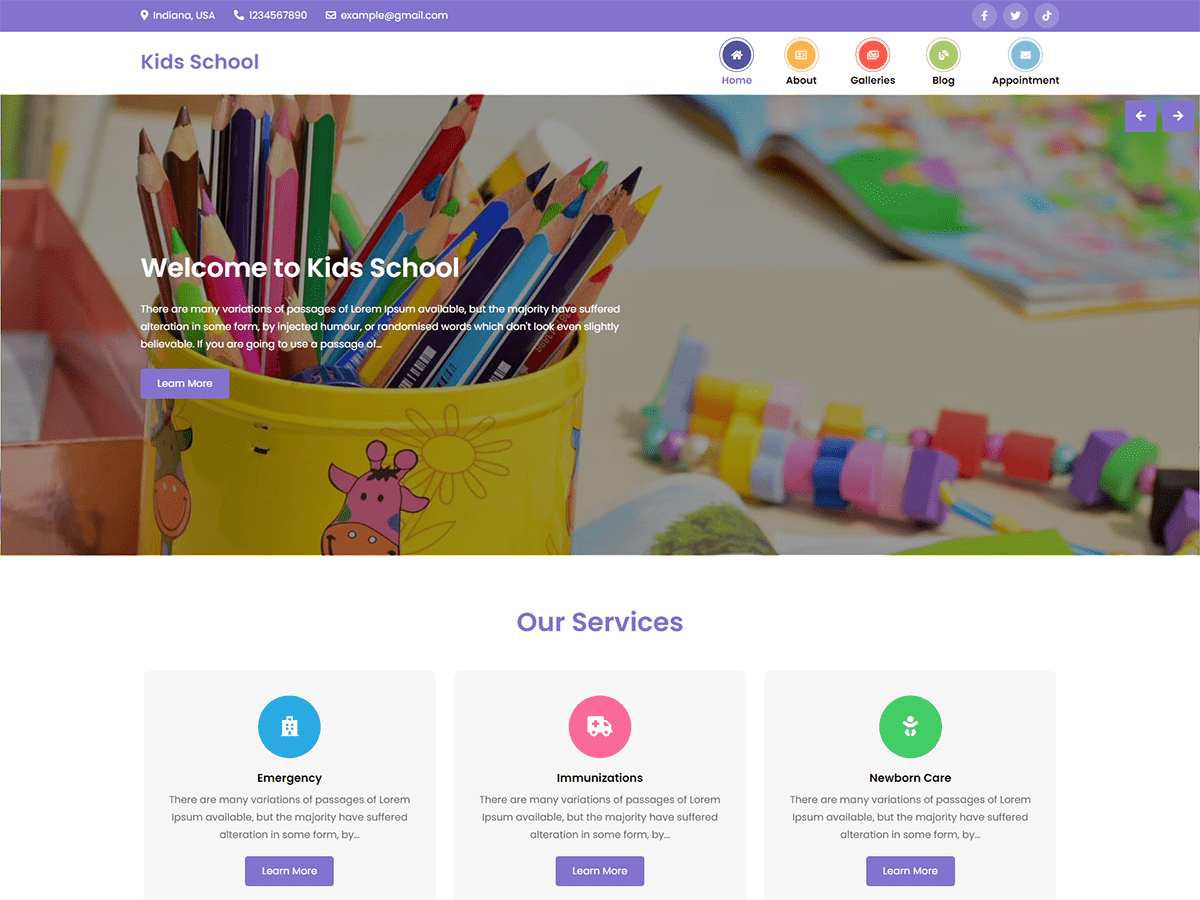 Indiana, USA 1234567890 example@gmail.com
Kids School
Home About Galleries Blog Appointment
Welcome to Kids School
There are many variations of passages of Lorem Ipsum available, but the majority have suffered
alteration in some form, by injected humour, or randomised words which don't look even slightly
believable. If you are going to use a passage of...
Learn More
Our Services
Emergency
There are many variations of passages of Lorem
Ipsum available, but the majority have suffered
alteration in some form, by...
Learn More
Immunizations
There are many variations of passages of Lorem
Ipsum available, but the majority have suffered
alteration in some form, by...
Learn More
Newborn Care
There are many variations of passages of Lorem
Ipsum available, but the majority have suffered
alteration in some form, by...
Learn More